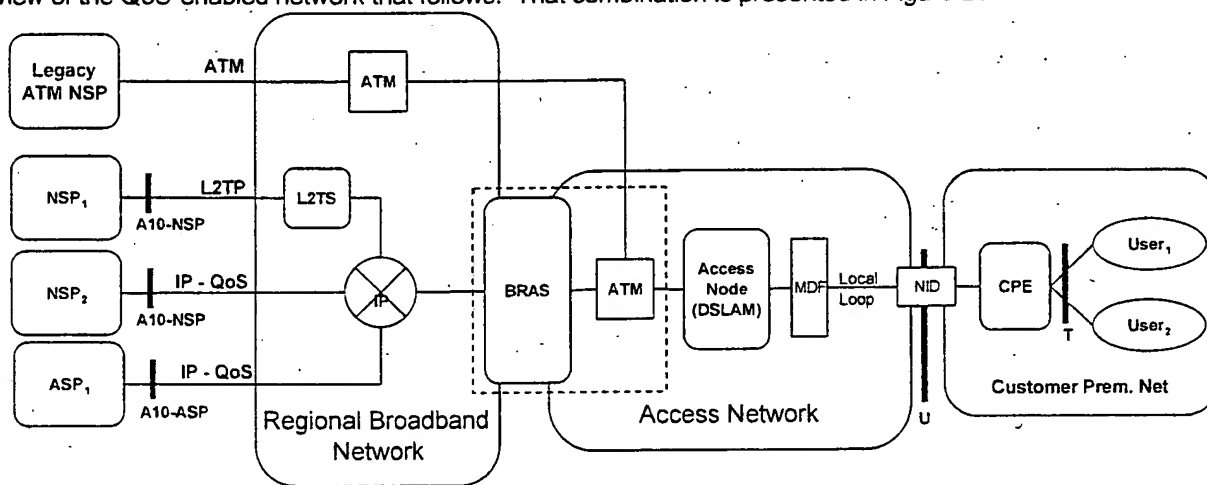 view of the QoS-enabled network that follows. That combination is presented in Figure
Legacy
ATM NSP
ATM
ATM
NSP1
L2TP
L2TS
A10-NSP
NSP2
IP - QoS
A10-NSP
IP
ASP1
IP - QoS
A10-ASP
Regional Broadband
Network
BRAS
ATM
Access
Node
(DSLAM)
MDF
Local
Loop
Access Network
NID
U
CPE
T
User1
User2
Customer Prem. Net